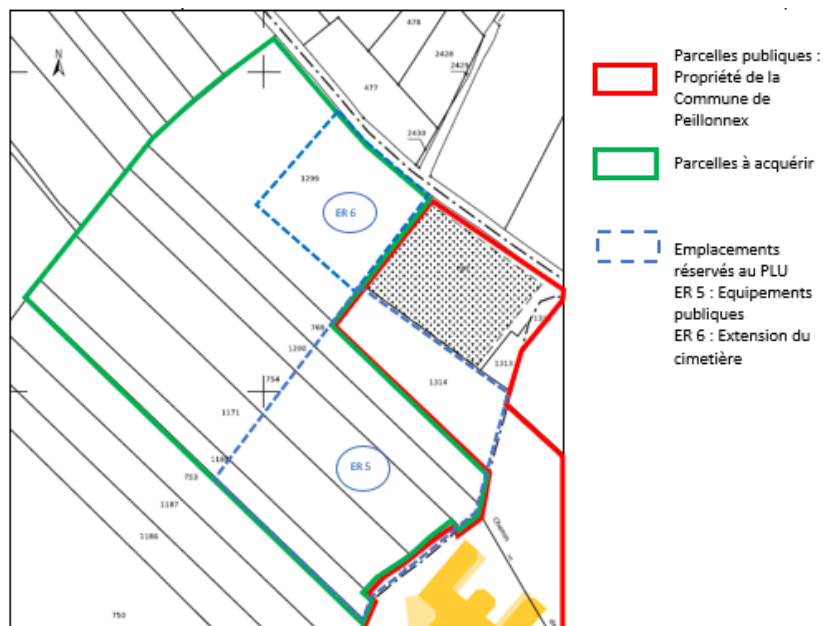 N
478
2428
2429
477
2430
1299
ER 6
768
1200
754
1313
1314
1171
753
ER 5
1187
1186
Chemin
750
Parcelles publiques :
Propriété de la
Commune de
Peillonnex
Parcelles à acquérir
Emplacements
réservés au PLU
ER 5 : Equipements
publiques
ER 6 : Extension du
cimetière